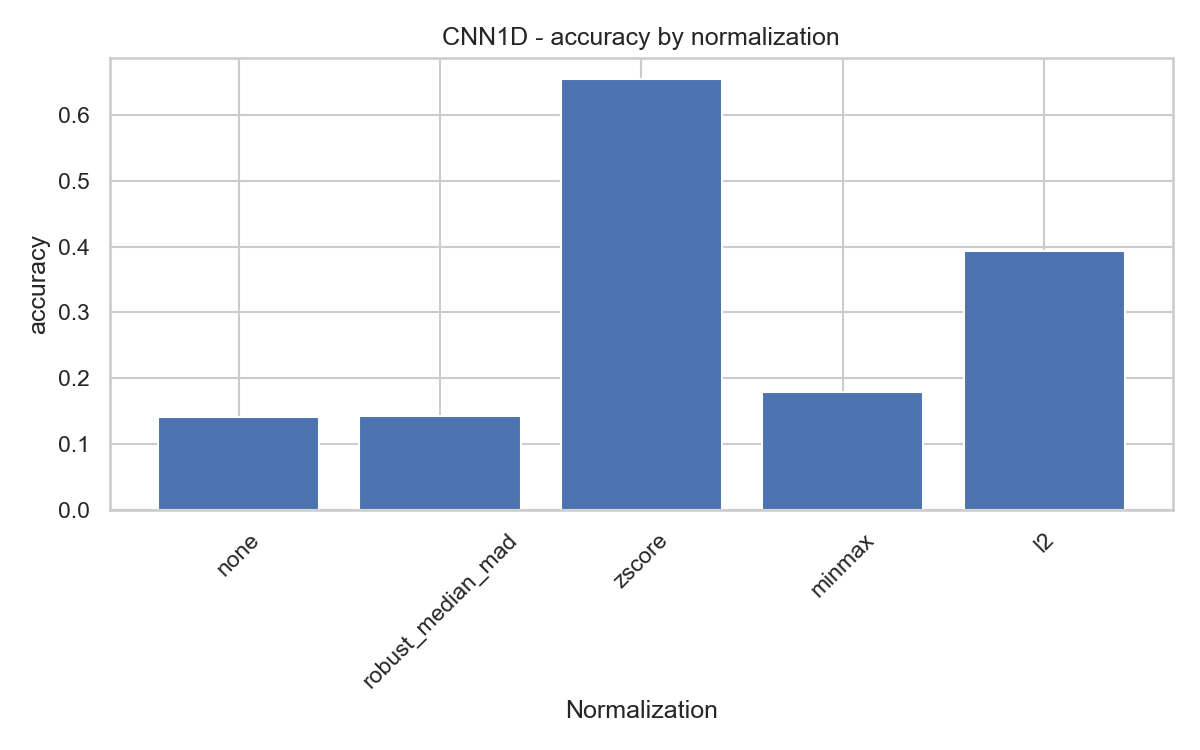 CNN1D - accuracy by normalization
accuracy
0.6
0.5
0.4
0.3
0.2
0.1
0.0
none
robust_median_mad
zscore
minmax
l2
Normalization